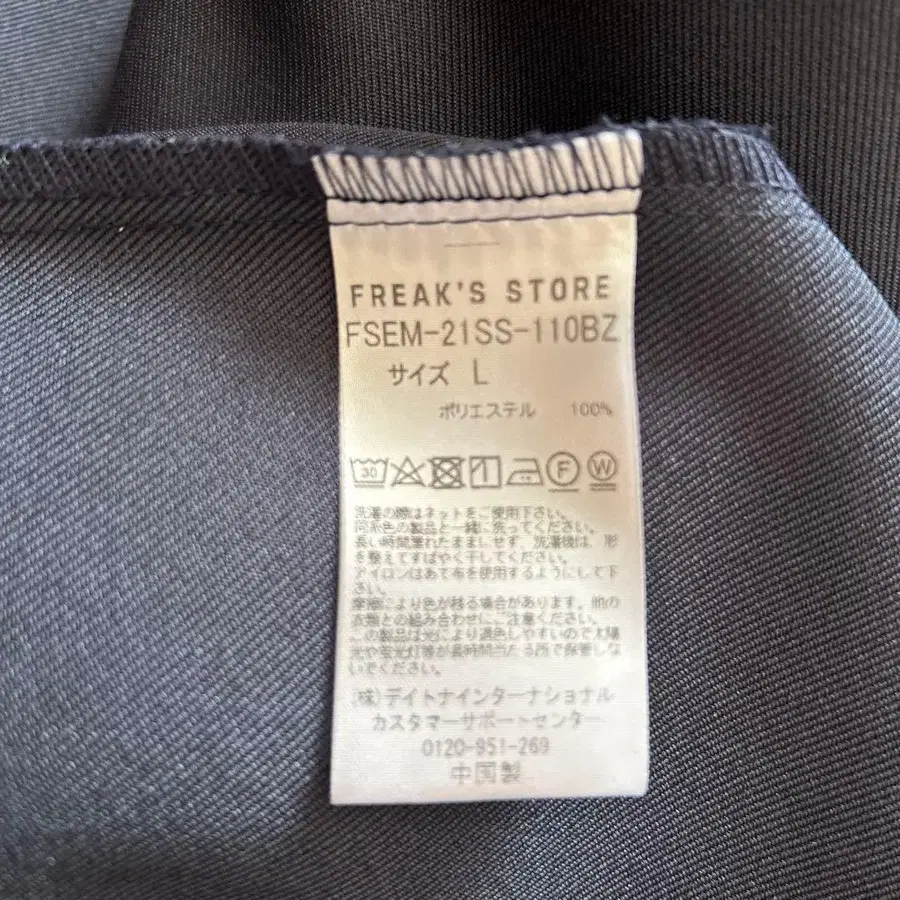 FREAK'S STORE
FSEM-21SS-110BZ
サイズ L
ポリエステル 100%
30 F W
洗濯の際はネットをご使用下さい。
同系色の製品と一緒に洗ってください。
長い時間濡れたままにせず、洗濯後は、形
を整えてすばやく干してください。
アイロンはあて布を使用するようにして下
さい。
摩擦により色が移る場合があります。他の
衣類との組み合わせにご注意ください。
この製品は光により退色しやすいので太陽
光や蛍光灯等が長時間当たる所で保管しな
いでください。
(株)デイトナインターナショナル
カスタマーサポートセンター
0120-951-269
中国製